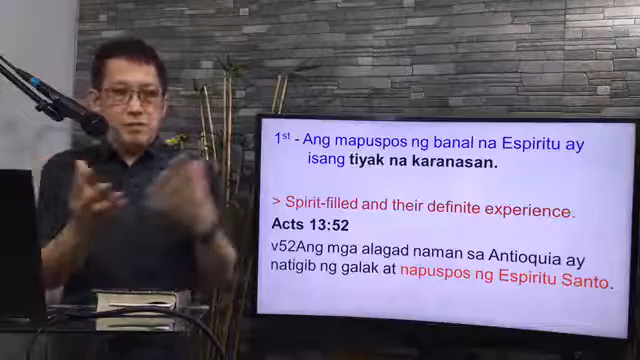 1st - Ang mapuspos ng banal na Espiritu ay
isang tiyak na karanasan.
> Spirit-filled and their definite experience.
Acts 13:52
v52Ang mga alagad naman sa Antioquia ay
natigib ng galak at napuspos ng Espiritu Santo.